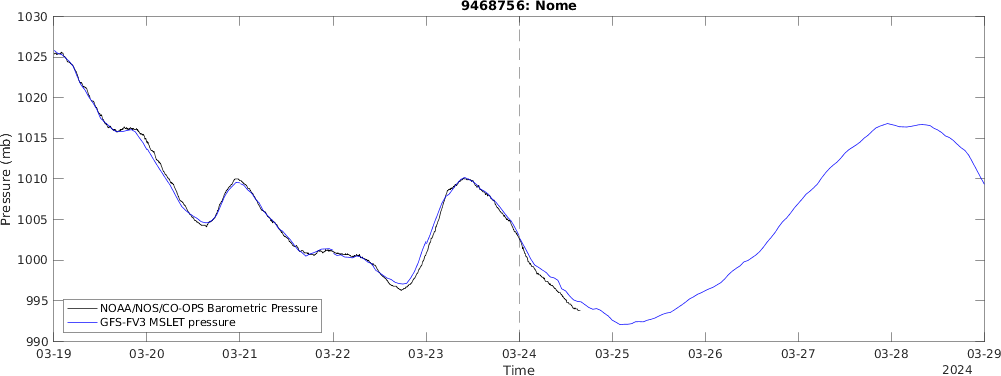 9468756: Nome
1030
1025
1020
1015
1010
1005
1000
995
990
Pressure (mb)
NOAA/NOS/CO-OPS Barometric Pressure
GFS-FV3 MSLET pressure
03-19 03-20 03-21 03-22 03-23 03-24 03-25 03-26 03-27 03-28 03-29
Time
2024